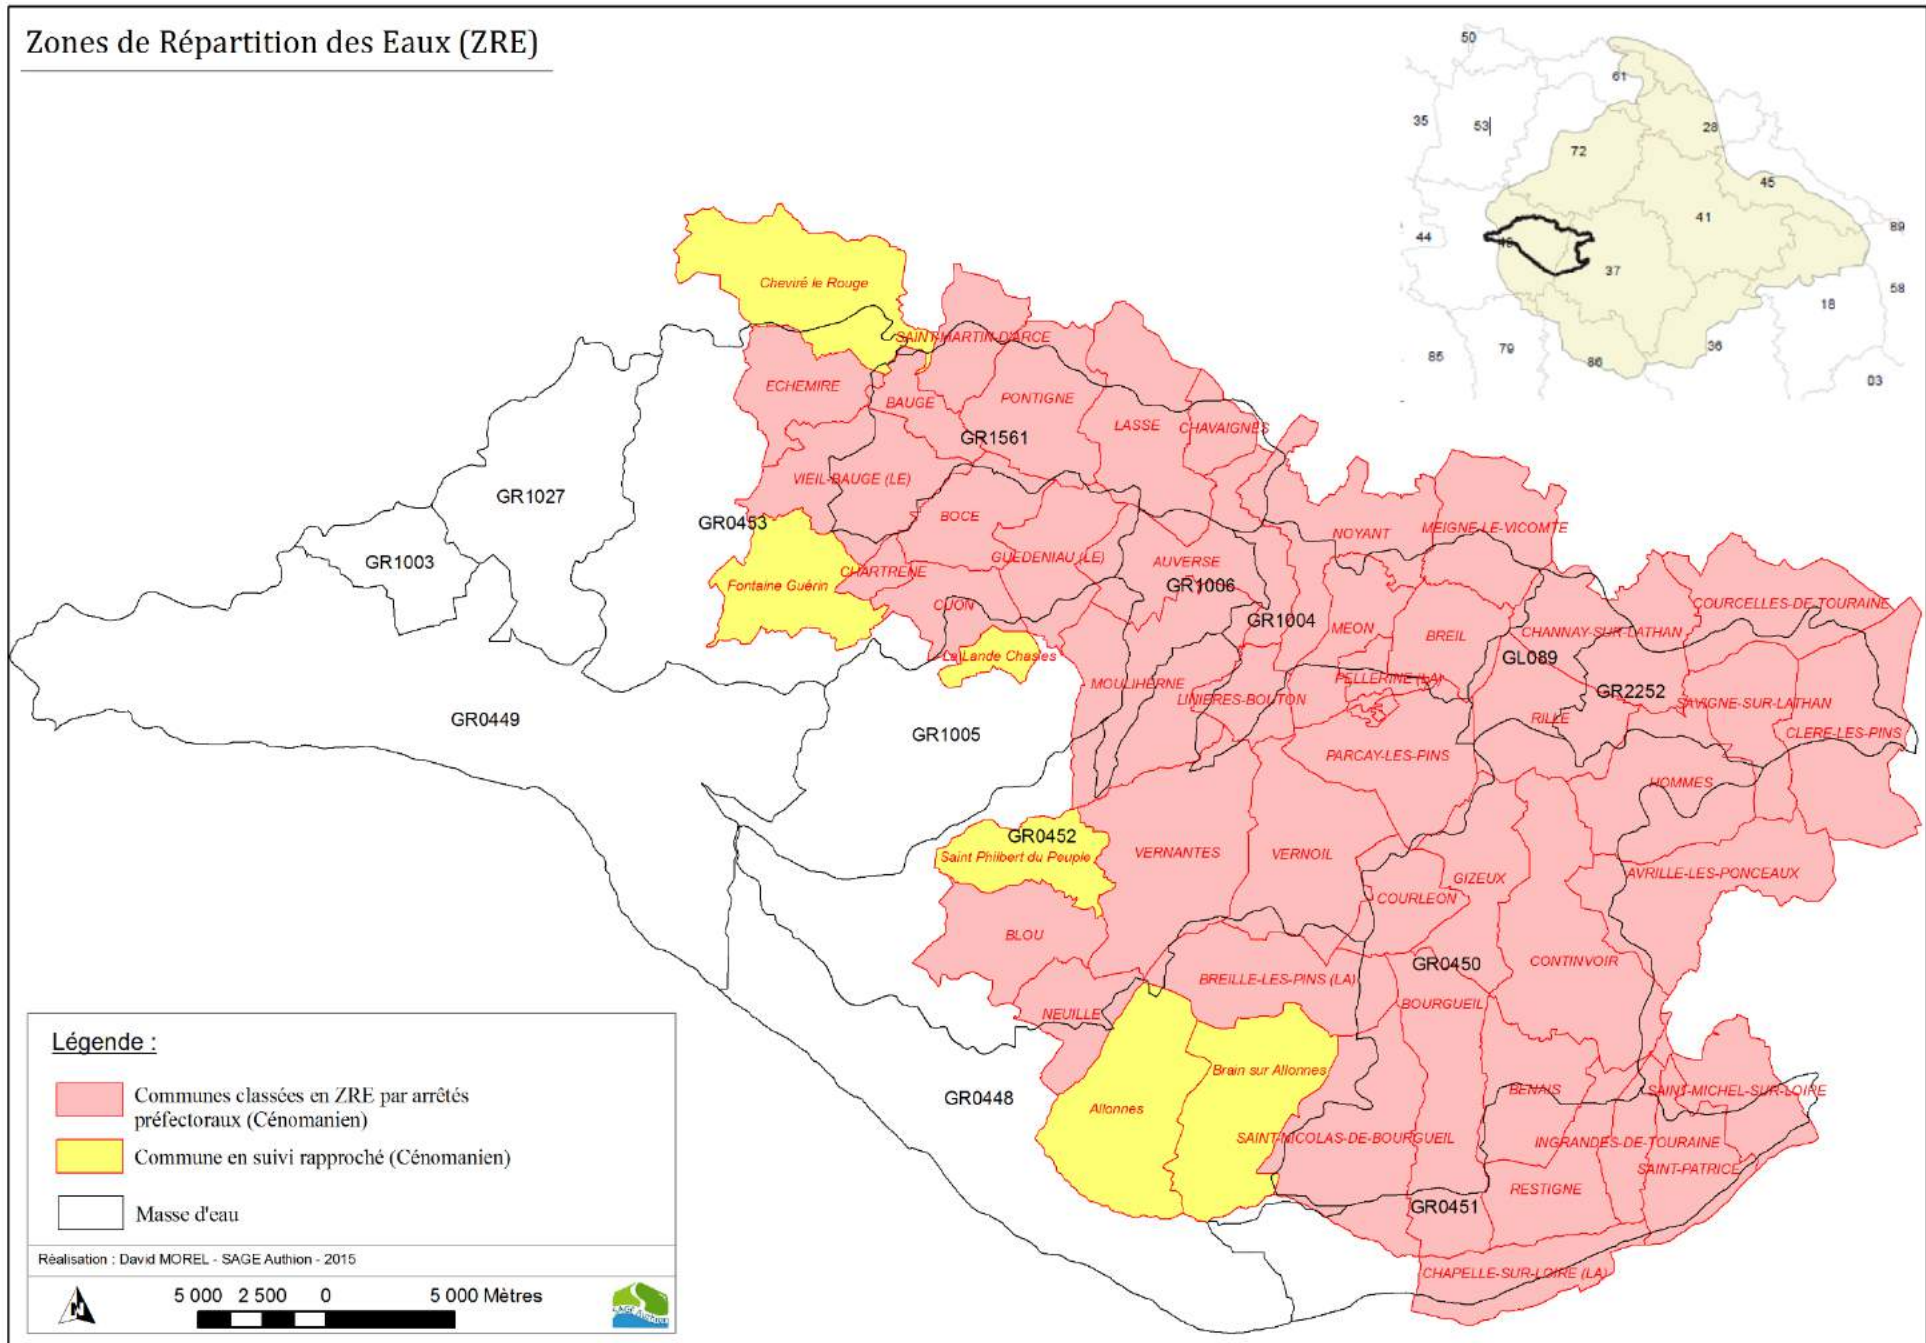 Zones de Répartition des Eaux (ZRE)
50
61
35
53
28
72
45
41
44
49
89
37
58
18
85
79
36
86
03
Cheviré le Rouge
SAINT-MARTIN-D'ARCE
ECHEMIRE
BAUGE
PONTIGNE
LASSE
CHAVAIGNES
GR1561
VIEIL-BAUGE (LE)
GR1027
GR0453
BOCE
NOYANT
MEIGNE-LE-VICOMTE
GR1003
GUEDENIAU (LE)
AUVERSE
CHARTRENE
Fontaine Guérin
GR1006
CUON
GR1004
MEON
BREIL
CHANNAY-SUR-LATHAN
COURCELLES-DE-TOURAINE
La Lande Chasles
GL089
MOULIHERNE
LINIERES-BOUTON
PELLERINE (LA)
GR2252
SAVIGNE-SUR-LATHAN
RILLE
CLERE-LES-PINS
GR0449
GR1005
PARCAY-LES-PINS
HOMMES
GR0452
Saint Philbert du Peuple
VERNANTES
VERNOIL
GIZEUX
AVRILLE-LES-PONCEAUX
COURLEON
BLOU
GR0450
CONTINVOIR
BREILLE-LES-PINS (LA)
BOURGUEIL
NEUILLE
Brain sur Allonnes
BENAIS
SAINT-MICHEL-SUR-LOIRE
GR0448
Allonnes
SAINT-NICOLAS-DE-BOURGUEIL
INGRANDES-DE-TOURAINE
SAINT-PATRICE
RESTIGNE
GR0451
CHAPELLE-SUR-LOIRE (LA)
Légende :
Communes classées en ZRE par arrêtés
préfectoraux (Cénomanien)
Commune en suivi rapproché (Cénomanien)
Masse d'eau
Réalisation : David MOREL - SAGE Authion - 2015
N
5 000 2 500 0 5 000 Mètres
SAGE Authion